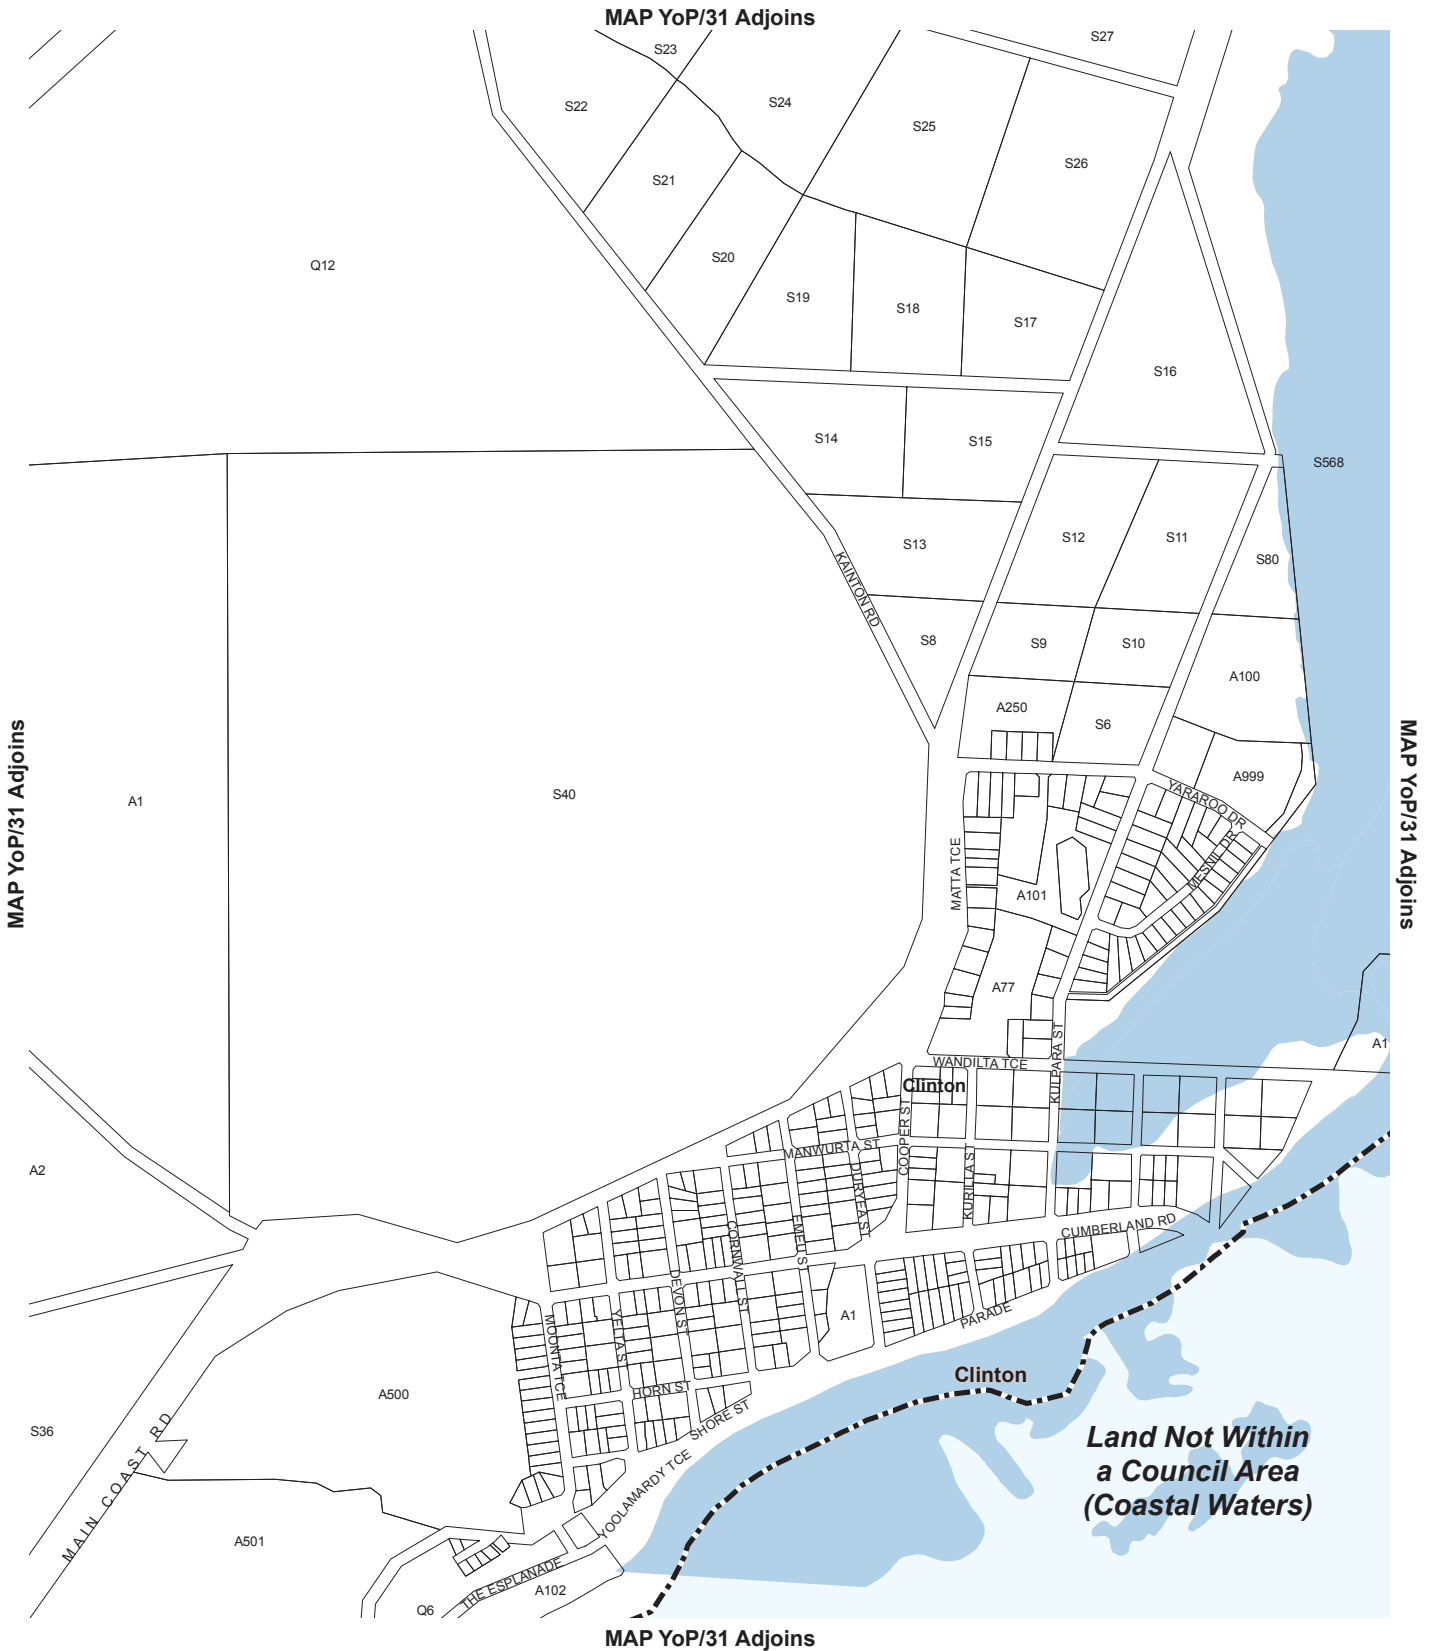 MAP YoP/31 Adjoins
S27
S23
S22
S24
S25
S26
S21
S20
Q12
S19
S18
S17
S16
S14
S15
S568
S13
S12
S11
S80
KAINTON RD
S8
S9
S10
A100
A250
S6
MAP YoP/31 Adjoins
MAP YoP/31 Adjoins
A1
S40
A999
YARAROO DR
MESNIL DR
MATTA TCE
A101
A77
WANDILTA TCE
KULPARA ST
A1
Clinton
COOPER ST
MANWURTA ST
DURYEA ST
KURILLA ST
A2
CUMBERLAND RD
EMELI ST
CORNWALL ST
DEVON ST
YELTA S
MOONTA TCE
A1
PARADE
Clinton
HORN ST
SHORE ST
A500
S36
MAIN COAST RD
Land Not Within
a Council Area
(Coastal Waters)
YOOLAMARDY TCE
A501
THE ESPLANADE
A102
Q6
MAP YoP/31 Adjoins